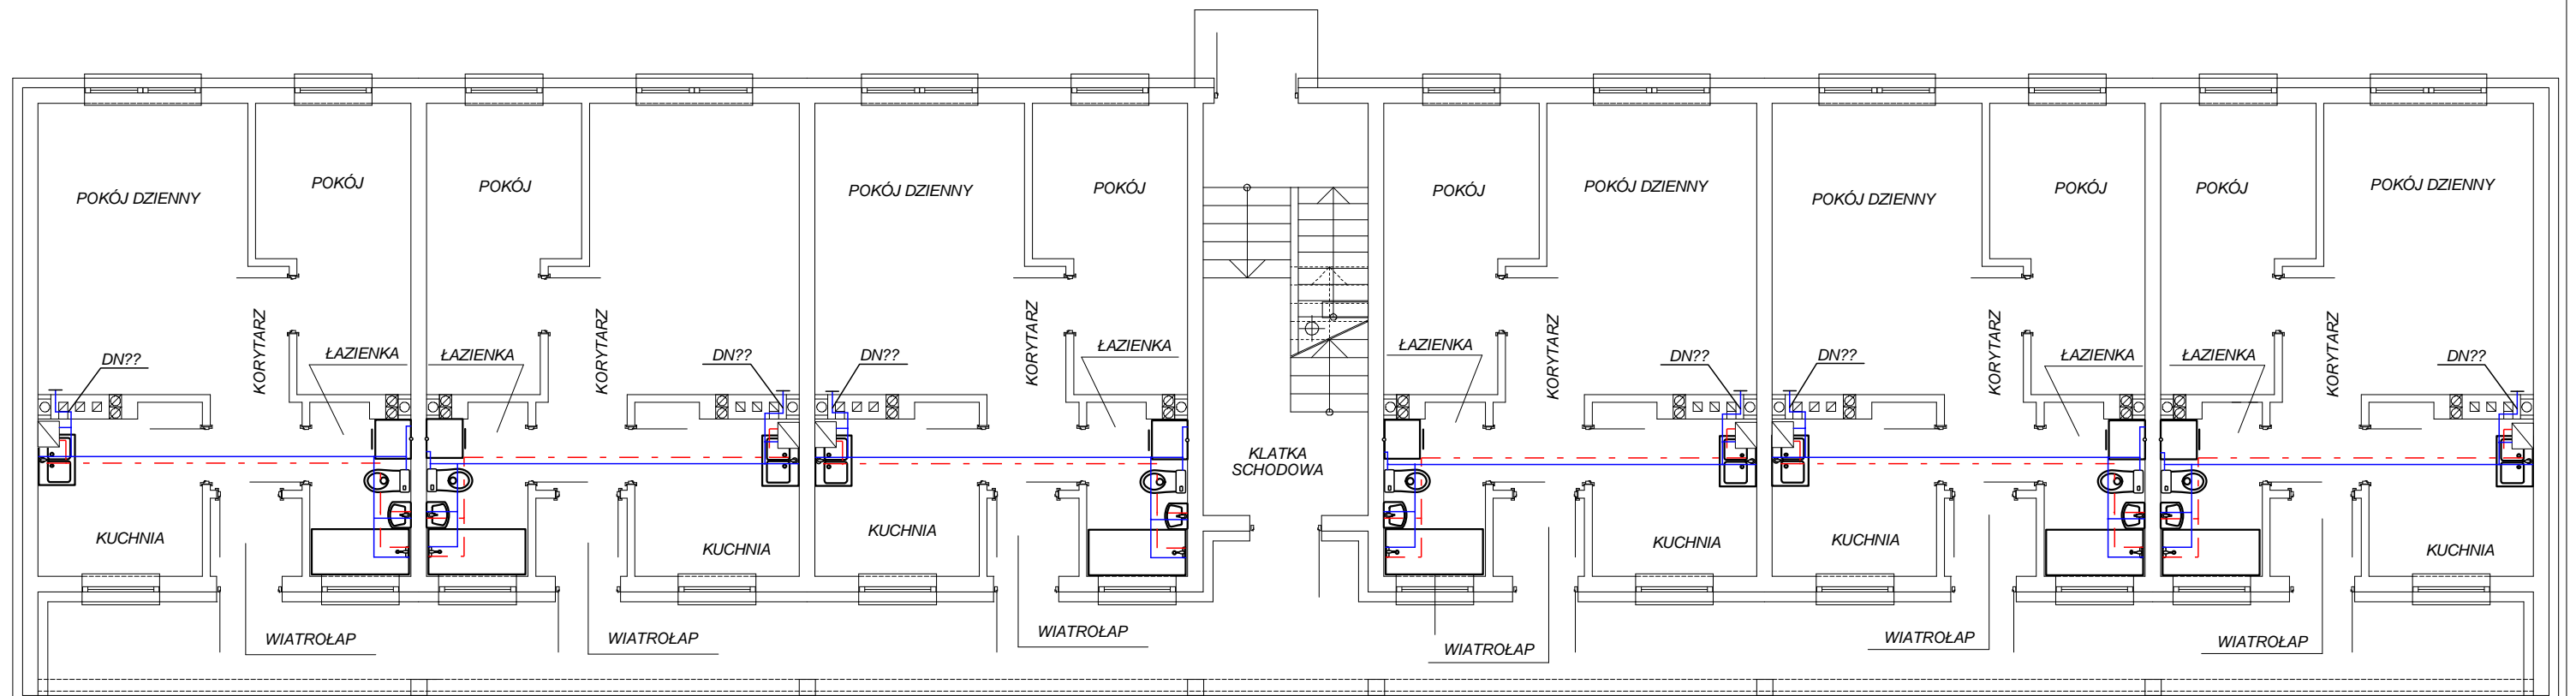 POKÓJ DZIENNY
POKÓJ
POKÓJ
POKÓJ DZIENNY
POKÓJ
POKÓJ
POKÓJ DZIENNY
POKÓJ DZIENNY
POKÓJ
POKÓJ
POKÓJ DZIENNY
KORYTARZ
KORYTARZ
KORYTARZ
KORYTARZ
KORYTARZ
KORYTARZ
DN??
ŁAZIENKA
ŁAZIENKA
DN??
DN??
ŁAZIENKA
ŁAZIENKA
DN??
DN??
ŁAZIENKA
ŁAZIENKA
DN??
KLATKA
SCHODOWA
KUCHNIA
KUCHNIA
KUCHNIA
KUCHNIA
KUCHNIA
KUCHNIA
WIATROŁAP
WIATROŁAP
WIATROŁAP
WIATROŁAP
WIATROŁAP
WIATROŁAP